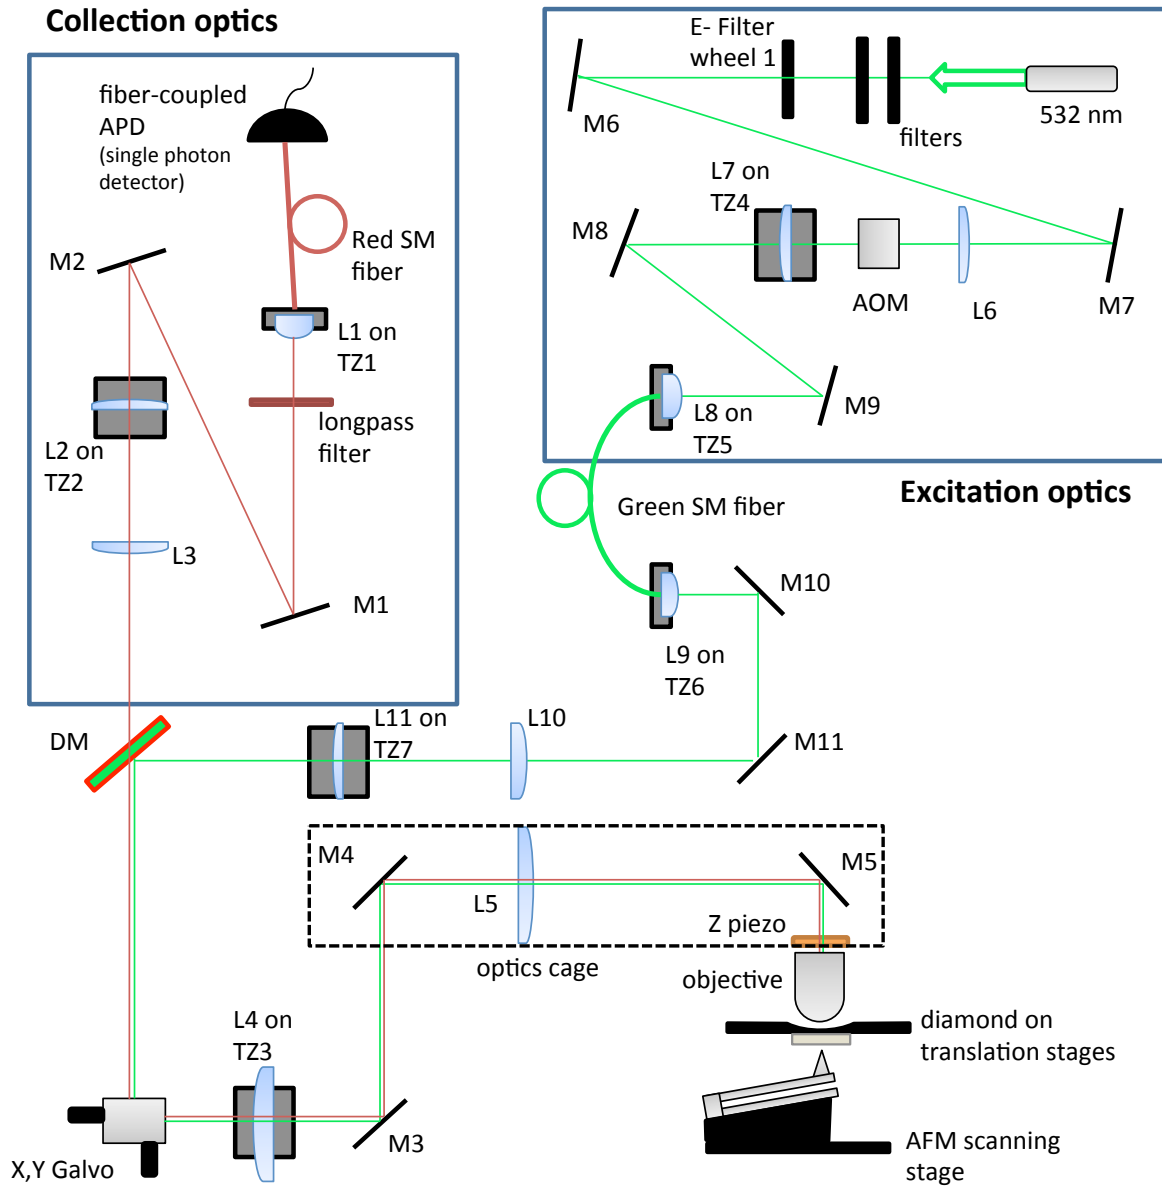 Collection optics
fiber-coupled
APD
(single photon
detector)
Red SM
fiber
M2
L1 on
TZ1
longpass
filter
L2 on
TZ2
L3
M1
E- Filter
wheel 1
532 nm
filters
M6
L7 on
TZ4
M8
AOM
L6
M7
M9
L8 on
TZ5
Excitation optics
Green SM fiber
M10
L9 on
TZ6
DM
L11 on
TZ7
L10
M11
M4
L5
M5
Z piezo
optics cage
objective
diamond on
translation stages
L4 on
TZ3
M3
X,Y Galvo
AFM scanning
stage